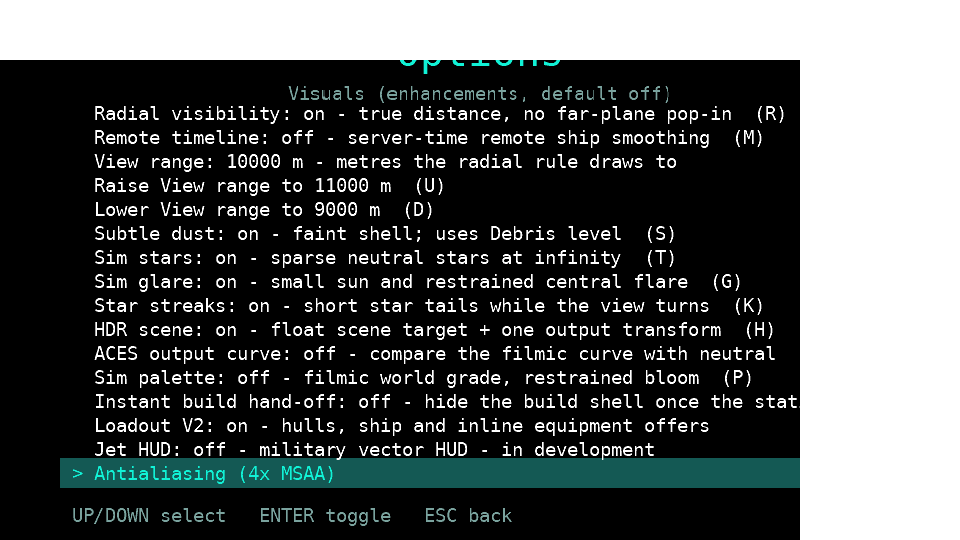 options
Visuals (enhancements, default off)
Radial visibility: on - true distance, no far-plane pop-in (R)
Remote timeline: off - server-time remote ship smoothing (M)
View range: 10000 m - metres the radial rule draws to
Raise View range to 11000 m (U)
Lower View range to 9000 m (D)
Subtle dust: on - faint shell; uses Debris level (S)
Sim stars: on - sparse neutral stars at infinity (T)
Sim glare: on - small sun and restrained central flare (G)
Star streaks: on - short star tails while the view turns (K)
HDR scene: on - float scene target + one output transform (H)
ACES output curve: off - compare the filmic curve with neutral
Sim palette: off - filmic world grade, restrained bloom (P)
Instant build hand-off: off - hide the build shell once the
Loadout V2: on - hulls, ship and inline equipment offers
Jet HUD: off - military vector HUD - in development
> Antialiasing (4x MSAA)
UP/DOWN select ENTER toggle ESC back